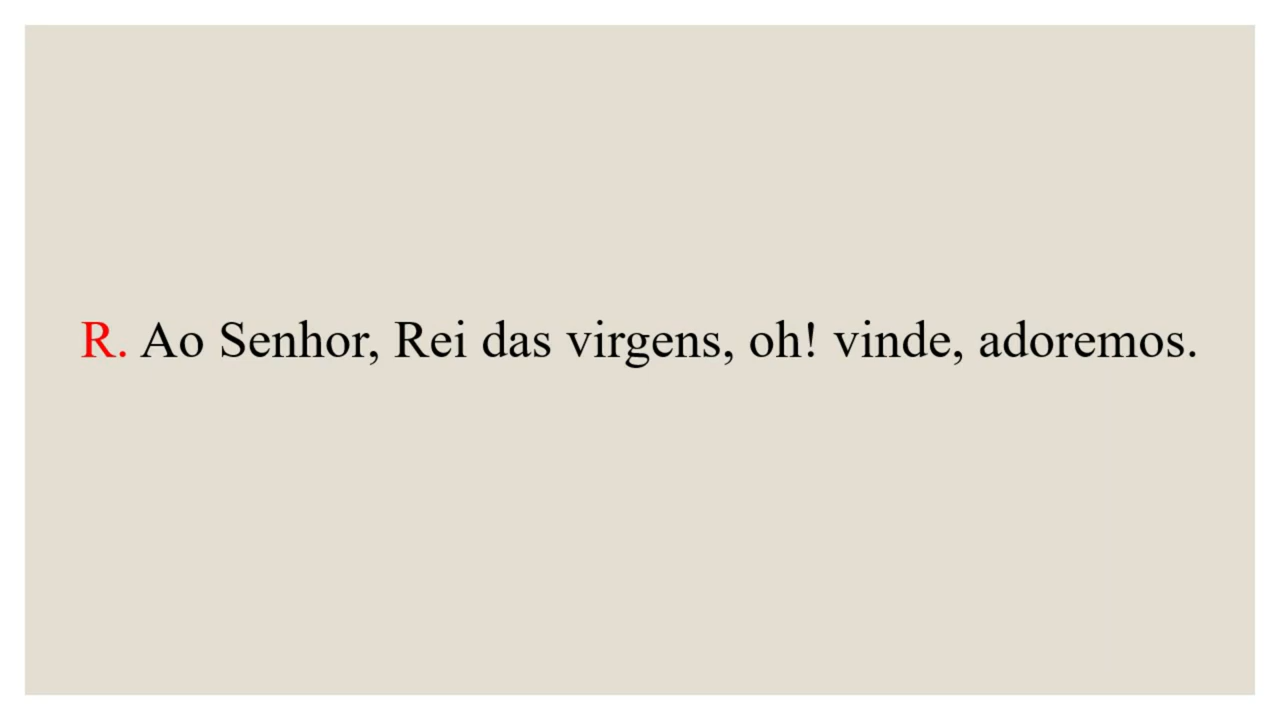 R. Ao Senhor, Rei das virgens, oh! vinde, adoremos.